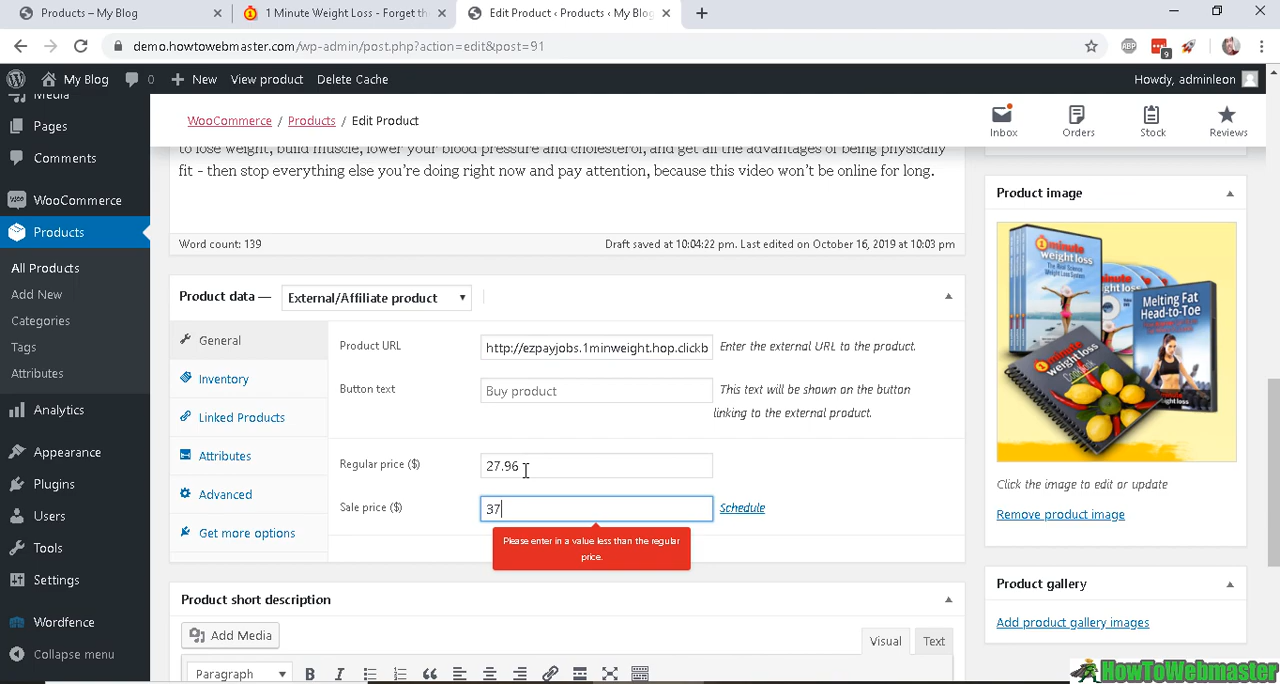 Products – My Blog
1 Minute Weight Loss - Forget th
Edit Product ‹ Products ‹ My Blog
demo.howtowebmaster.com/wp-admin/post.php?action=edit&post=91
ABP
9
My Blog
0
New
View product
Delete Cache
Howdy, adminleon
Media
Pages
Comments
WooCommerce
Products
All Products
Add New
Categories
Tags
Attributes
Analytics
Appearance
Plugins
Users
Tools
Settings
Wordfence
Collapse menu
WooCommerce / Products / Edit Product
Inbox
Orders
Stock
Reviews
to lose weight, build muscle, lower your blood pressure and cholesterol, and get all the advantages of being physically
fit - then stop everything else you're doing right now and pay attention, because this video won't be online for long.
Word count: 139
Draft saved at 10:04:22 pm. Last edited on October 16, 2019 at 10:03 pm
Product data — External/Affiliate product
General
Inventory
Linked Products
Attributes
Advanced
Get more options
Product URL
http://ezpayjobs.1minweight.hop.clickb
Enter the external URL to the product.
Button text
Buy product
This text will be shown on the button
linking to the external product.
Regular price ($)
27.96
Sale price ($)
37
Schedule
Please enter in a value less than the regular
price.
Product short description
Add Media
Visual
Text
Paragraph
B
I
Product image
1 minute
weight loss
Melting Fat
Head-to-Toe
Click the image to edit or update
Remove product image
Product gallery
Add product gallery images
HowToWebmaster